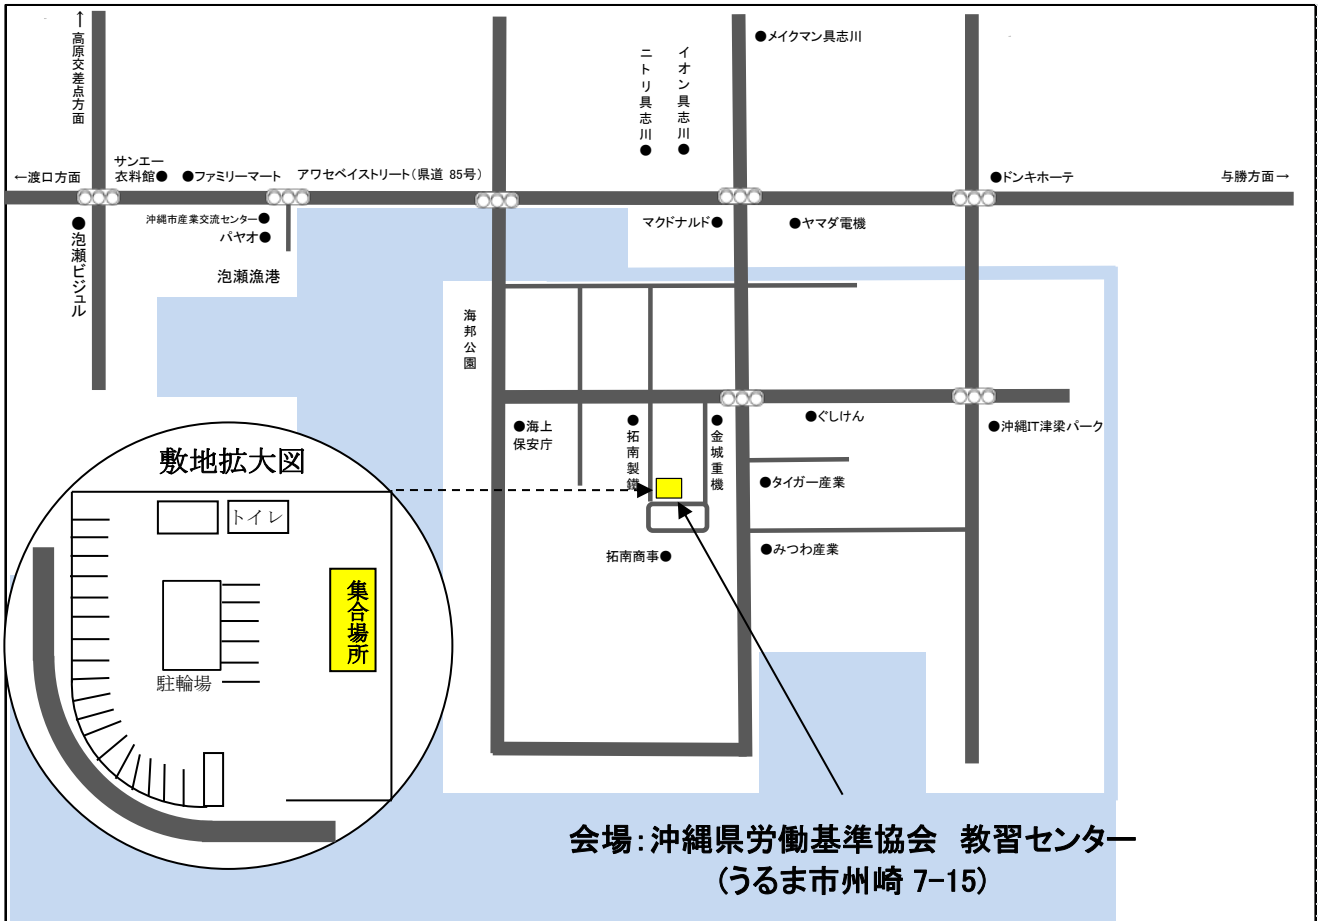 ↑高原交差点方面
ニトリ具志川●
イオン具志川●
●メイクマン具志川
←渡口方面
サンエー
衣料館●
●ファミリーマート
アワセベイストリート(県道 85号)
●ドンキホーテ
与勝方面→
●泡瀬ビジュル
沖縄市産業交流センター●
パヤオ●
泡瀬漁港
マクドナルド●
●ヤマダ電機
海邦公園
●海上
保安庁
●拓南製鐵
●金城重機
●ぐしけん
●沖縄IT津梁パーク
●タイガー産業
拓南商事●
●みつわ産業
敷地拡大図
トイレ
集合場所
駐輪場
会場:沖縄県労働基準協会 教習センター
(うるま市州崎 7-15)